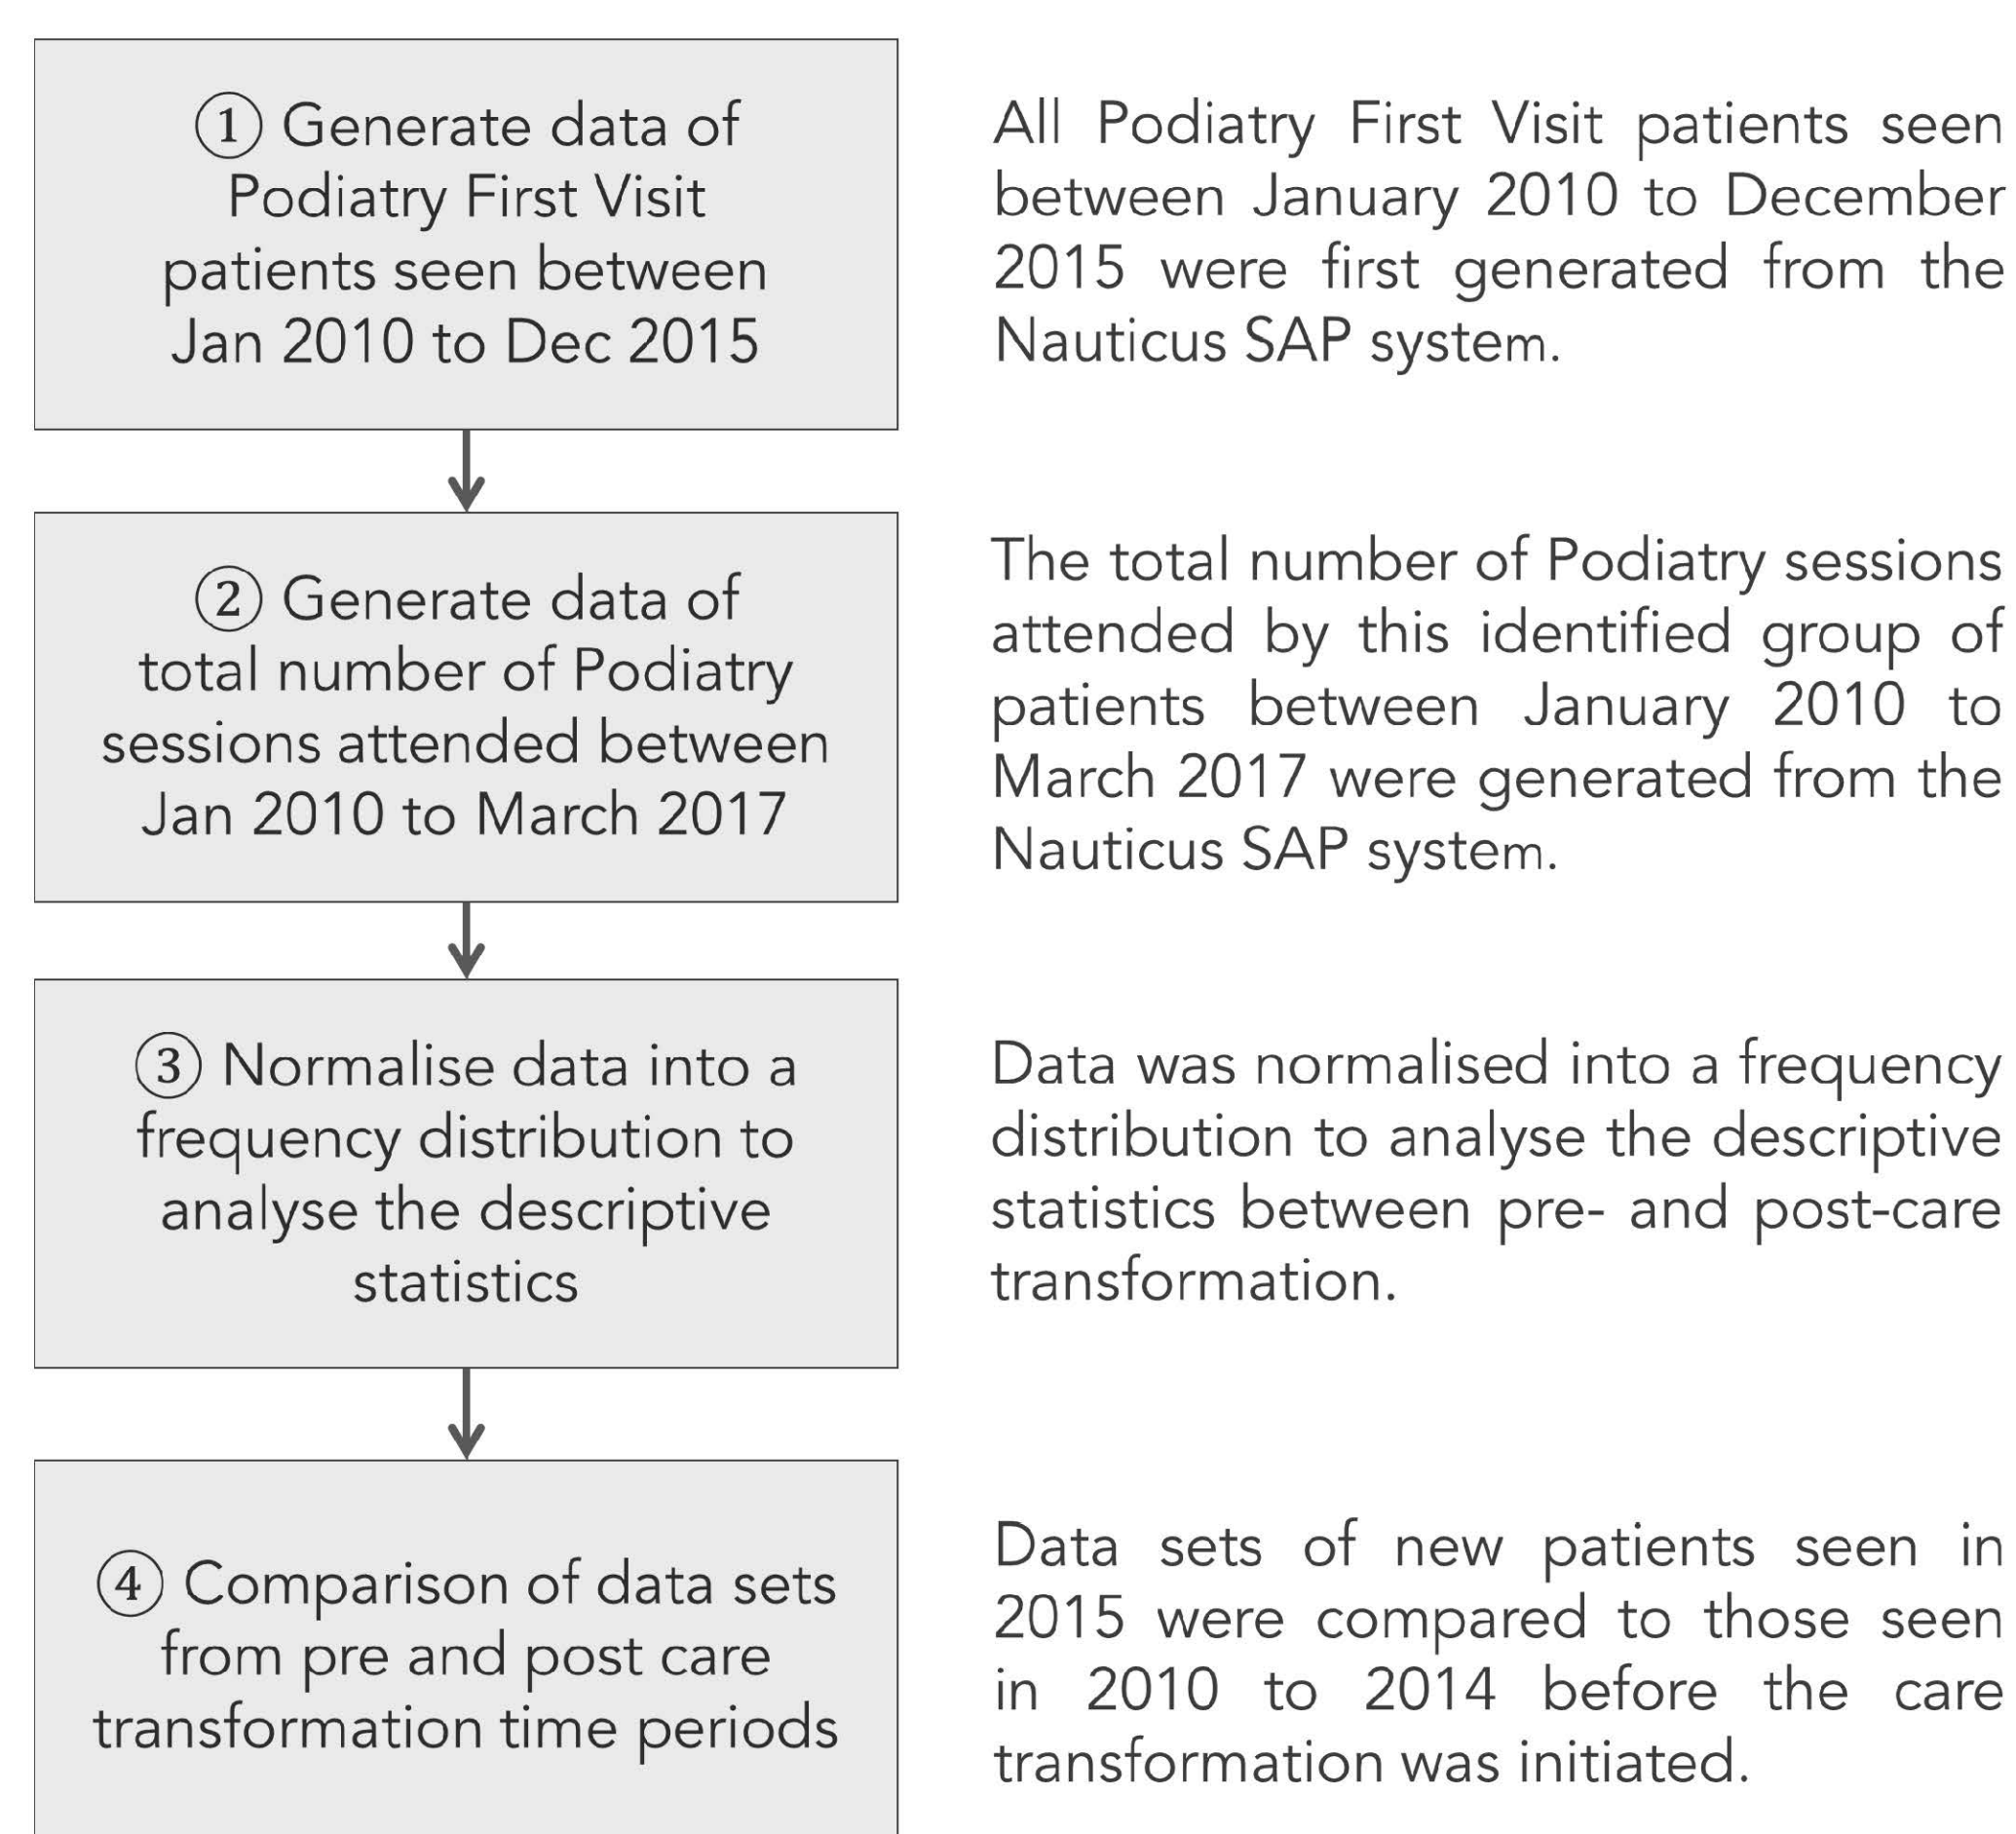 ① Generate data of
Podiatry First Visit
patients seen between
Jan 2010 to Dec 2015
All Podiatry First Visit patients seen
between January 2010 to December
2015 were first generated from the
Nauticus SAP system.
② Generate data of
total number of Podiatry
sessions attended between
Jan 2010 to March 2017
The total number of Podiatry sessions
attended by this identified group of
patients between January 2010 to
March 2017 were generated from the
Nauticus SAP system.
③ Normalise data into a
frequency distribution to
analyse the descriptive
statistics
Data was normalised into a frequency
distribution to analyse the descriptive
statistics between pre- and post-care
transformation.
④ Comparison of data sets
from pre and post care
transformation time periods
Data sets of new patients seen in
2015 were compared to those seen
in 2010 to 2014 before the care
transformation was initiated.